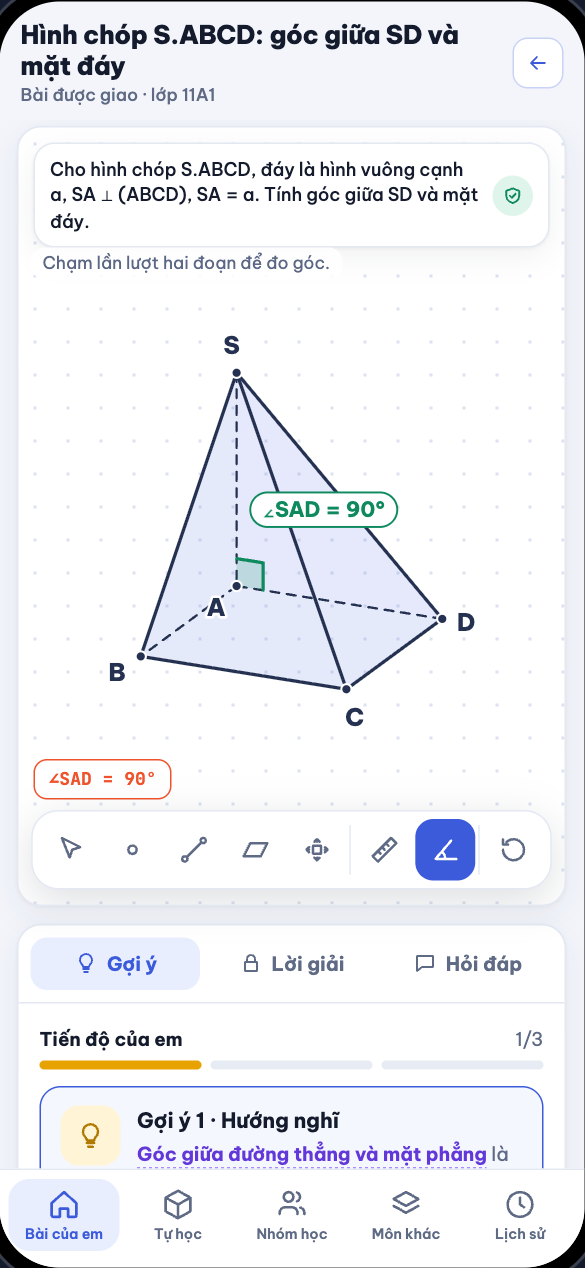 Hình chóp S.ABCD: góc giữa SD và
mặt đáy
Bài được giao · lớp 11A1
Cho hình chóp S.ABCD, đáy là hình vuông cạnh
a, SA ⊥ (ABCD), SA = a. Tính góc giữa SD và mặt
đáy.
Chạm lần lượt hai đoạn để đo góc.
S
∠SAD = 90°
A
D
B
C
∠SAD = 90°
Gợi ý
Lời giải
Hỏi đáp
Tiến độ của em
1/3
Gợi ý 1 · Hướng nghĩ
Góc giữa đường thẳng và mặt phẳng là
Bài của em
Tự học
Nhóm học
Môn khác
Lịch sử